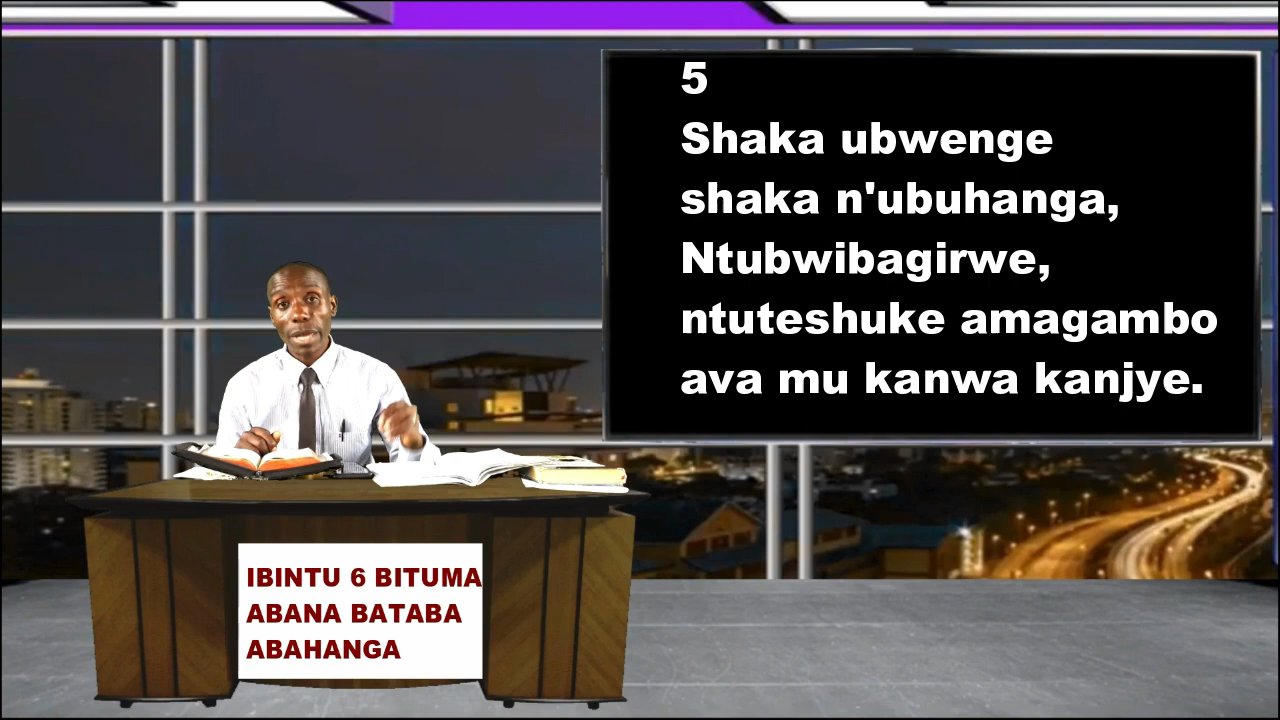 5
Shaka ubwenge
shaka n'ubuhanga,
Ntubwibagirwe,
ntuteshuke amagambo
ava mu kanwa kanjye.
IBINTU 6 BITUMA
ABANA BATABA
ABAHANGA